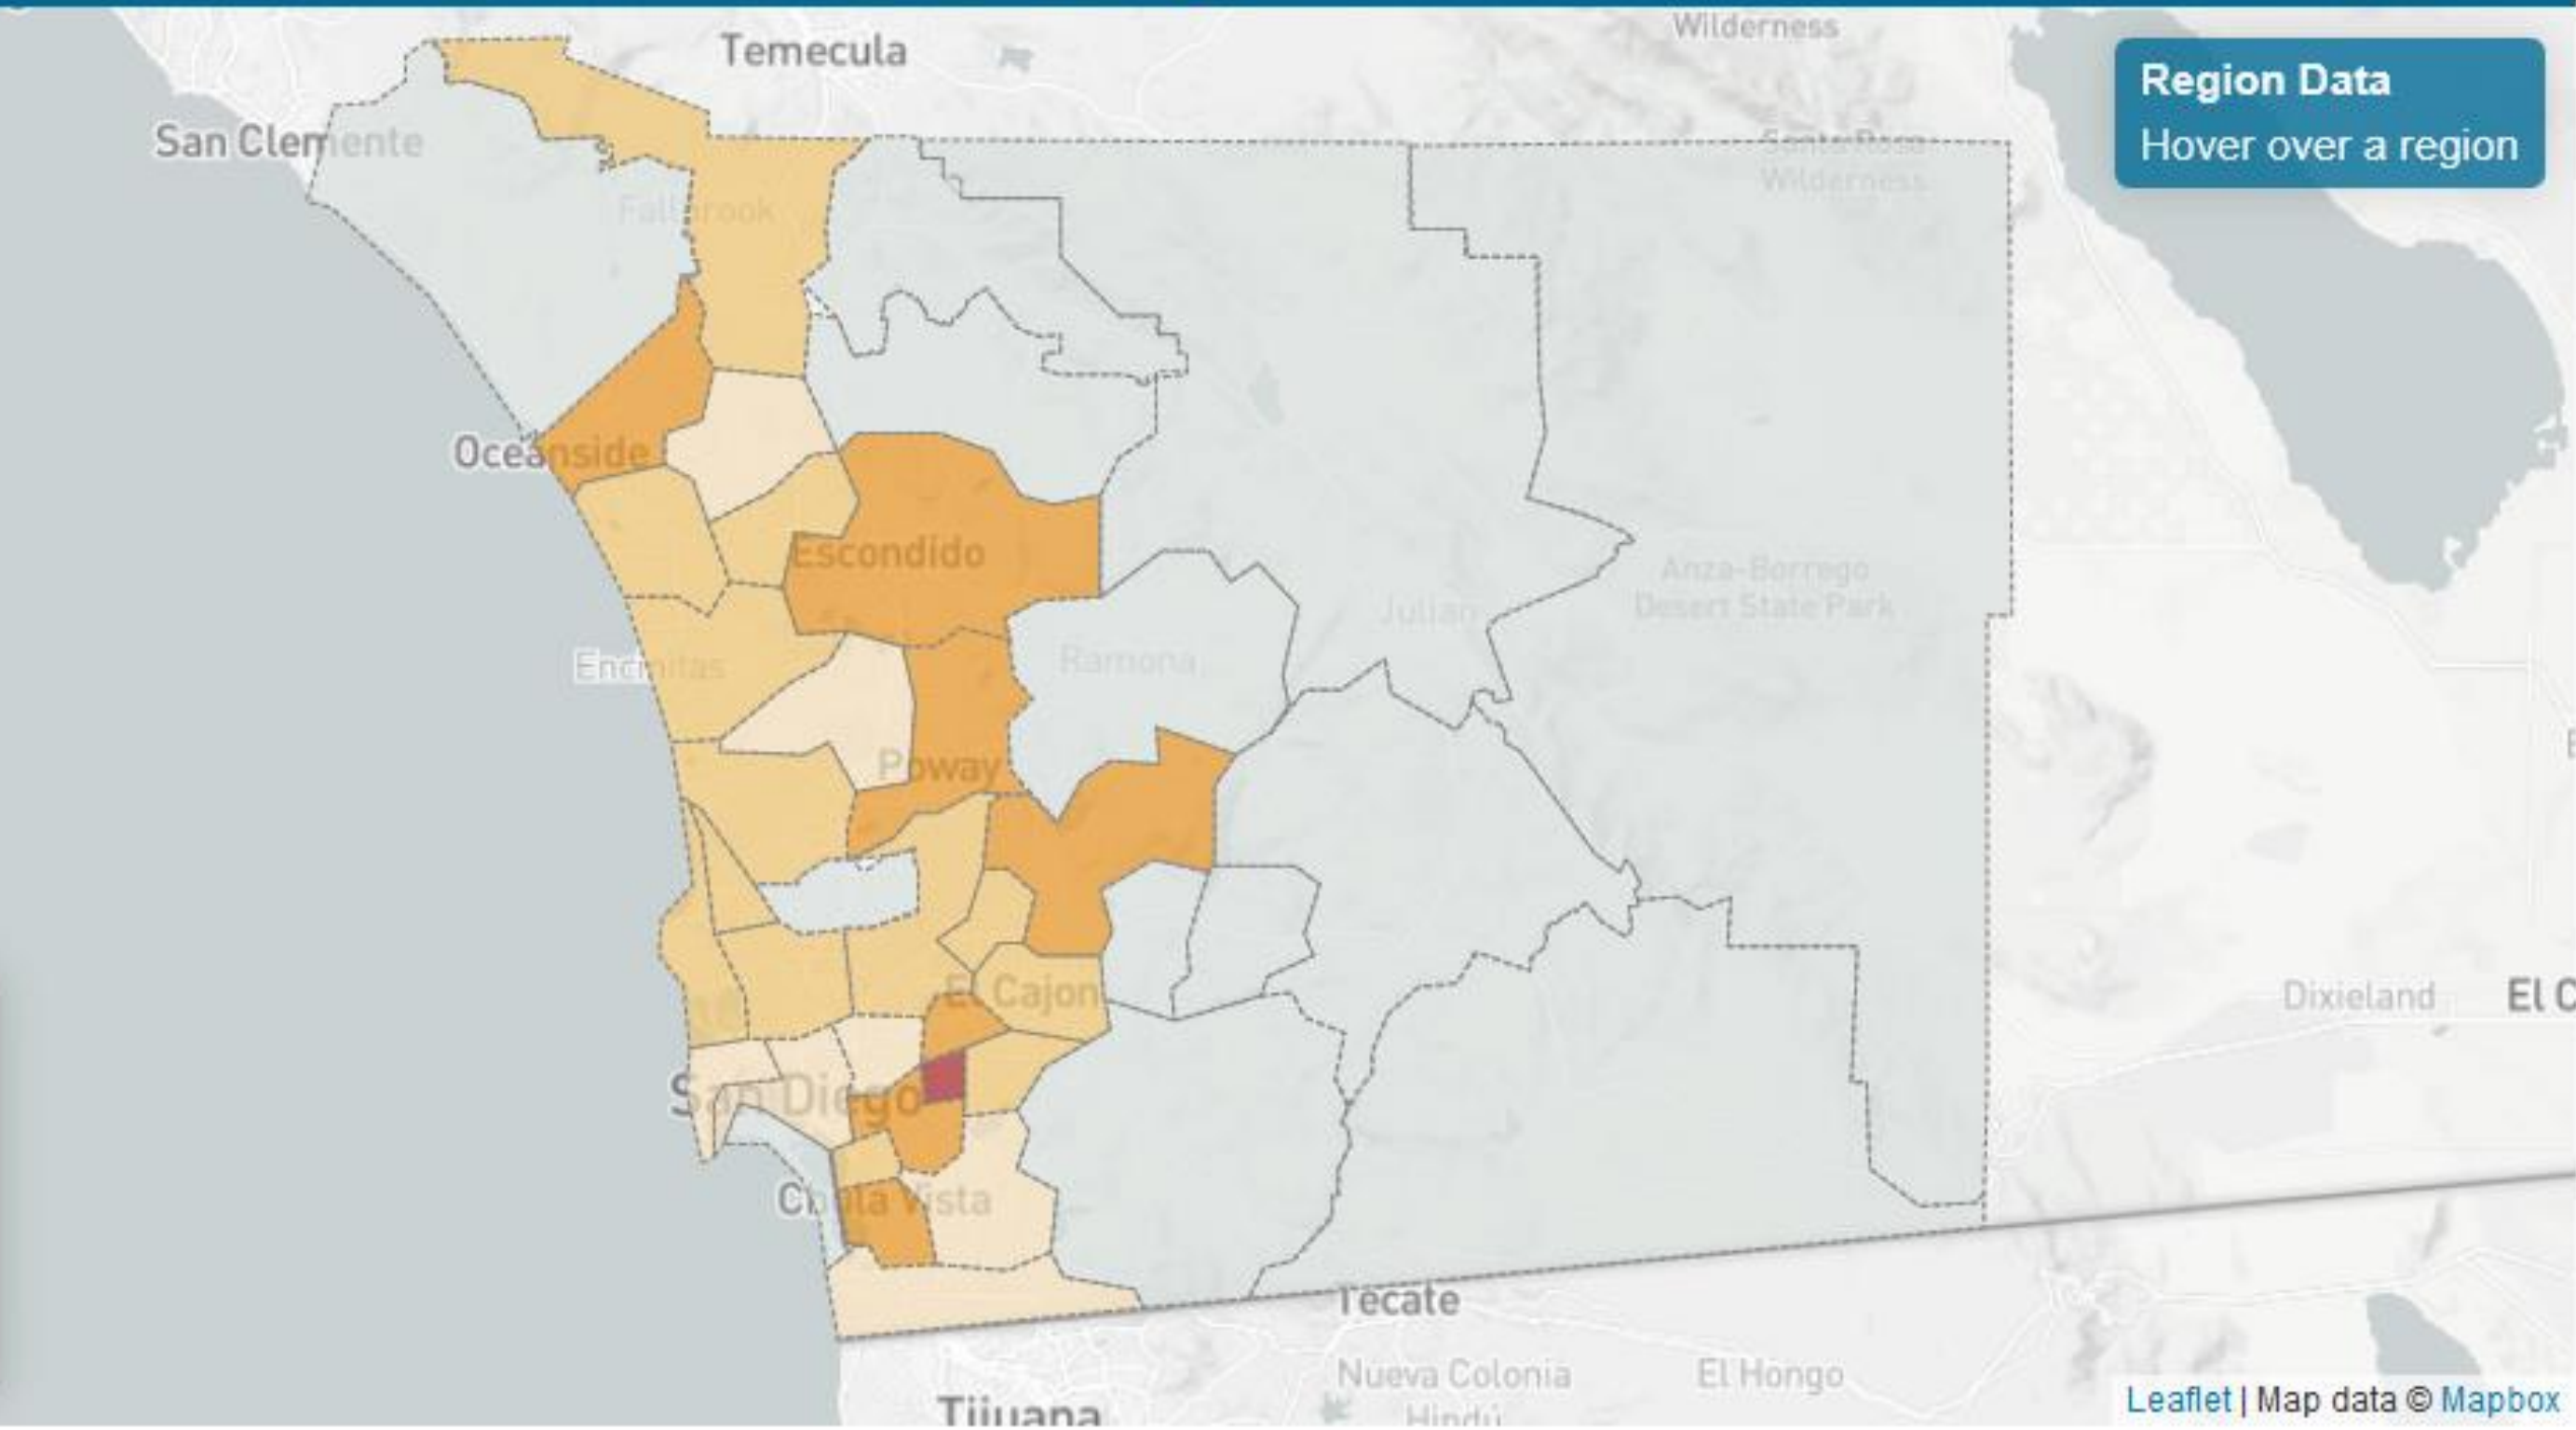 Wilderness
Temecula
Region Data
Hover over a region
San Clemente
Santa Rosa
Wilderness
Fallbrook
Oceanside
Escondido
Anza-Borrego
Desert State Park
Julian
Ramona
Encinitas
Poway
El Cajon
Dixieland
El C
San Diego
Chula Vista
Tecate
Nueva Colonia
Hindú
El Hongo
Tijuana
Leaflet | Map data © Mapbox